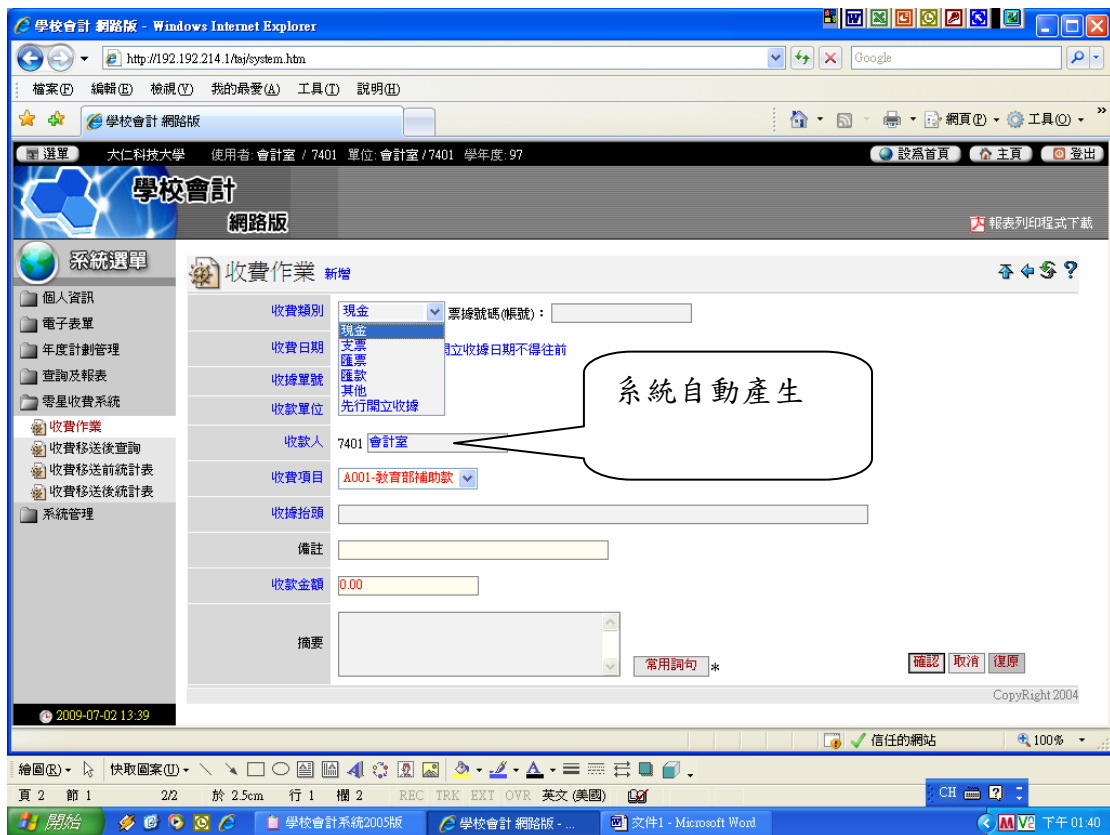 學校會計 網路版 - Windows Internet Explorer
http://192.192.214.1/taj/system.htm
Google
檔案(F) 編輯(E) 檢視(V) 我的最愛(A) 工具(T) 說明(H)
學校會計 網路版
網頁(P) 工具(O) »
選單 大仁科技大學 使用者: 會計室 / 7401 單位: 會計室 / 7401 學年度: 97 設為首頁 主頁 登出
學校會計
網路版
報表列印程式下載
系統選單
個人資訊
電子表單
年度計劃管理
查詢及報表
零星收費系統
收費作業
收費移送後查詢
收費移送前統計表
收費移送後統計表
系統管理
2009-07-02 13:39
收費作業 新增
收費類別 現金 票據號碼(帳號)：
現金
支票
匯票
匯款
其他
先行開立收據
收費日期 開立收據日期不得往前
收據單號
收款單位
系統自動產生
收款人 7401 會計室
收費項目 A001-教育部補助款
收據抬頭
備註
收款金額 0.00
摘要
常用詞句 *
確認 取消 復原
CopyRight 2004
信任的網站 100%
繪圖(R) 快取圖案(U)
頁 2 節 1 2/2 於 2.5cm 行 1 欄 2 REC TRK EXT OVR 英文 (美國)
CH
開始 學校會計系統2005版 學校會計 網路版 - ... 文件1 - Microsoft Word 下午 01:40